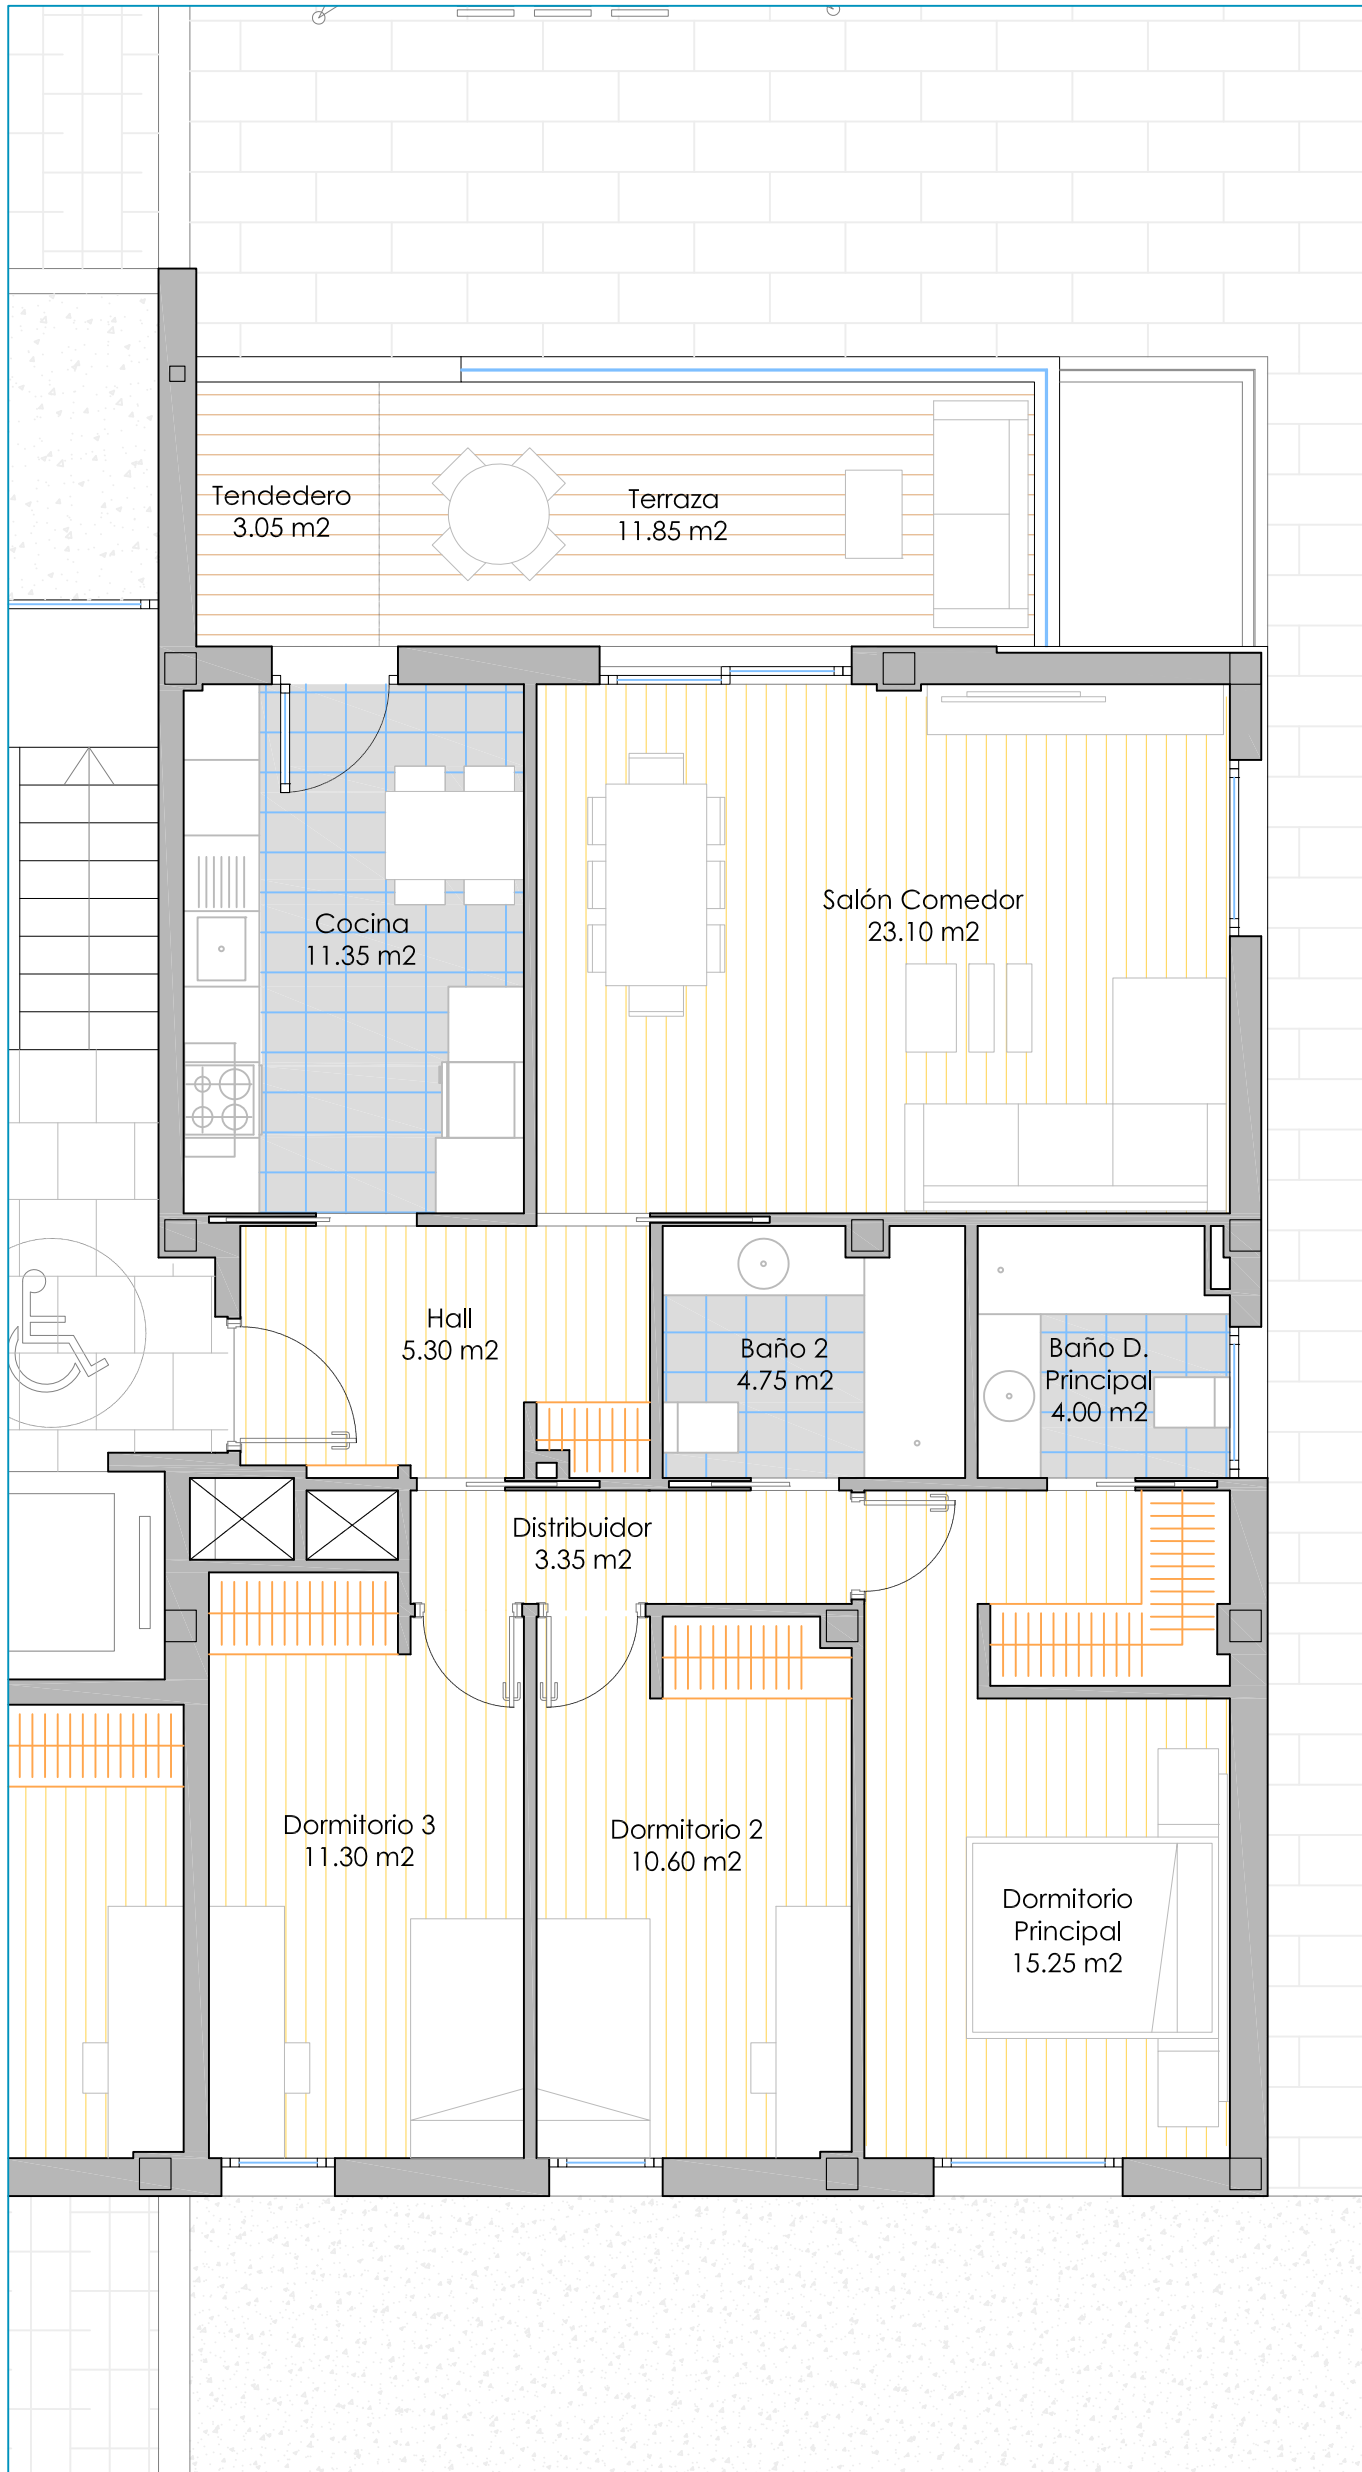 Tendedero
3.05 m2
Terraza
11.85 m2
Cocina
11.35 m2
Salón Comedor
23.10 m2
Hall
5.30 m2
Baño 2
4.75 m2
Baño D.
Principal
4.00 m2
Distribuidor
3.35 m2
Dormitorio 3
11.30 m2
Dormitorio 2
10.60 m2
Dormitorio
Principal
15.25 m2